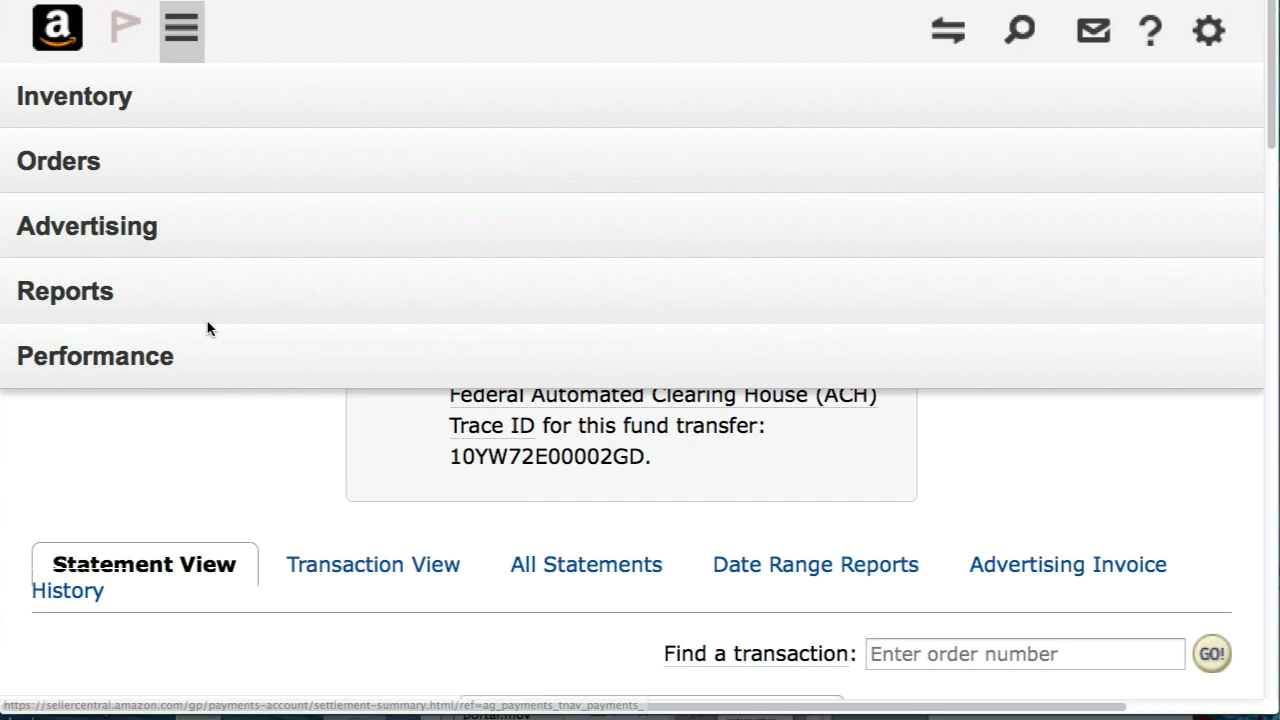 a
Inventory
Orders
Advertising
Reports
Performance
Federal Automated Clearing House (ACH)
Trace ID for this fund transfer:
10YW72E00002GD.
Statement View Transaction View All Statements Date Range Reports Advertising Invoice
History
Find a transaction: Enter order number GO!
https://sellercentral.amazon.com/gp/payments-account/settlement-summary.html/ref=ag_payments_tnav_payments_
portal.mov